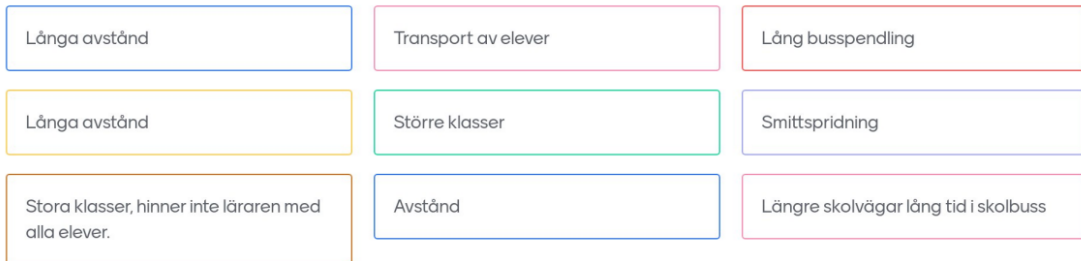 Långa avstånd
Transport av elever
Lång busspendling
Långa avstånd
Större klasser
Smittspridning
Stora klasser, hinner inte läraren med
alla elever.
Avstånd
Längre skolvägar lång tid i skolbuss